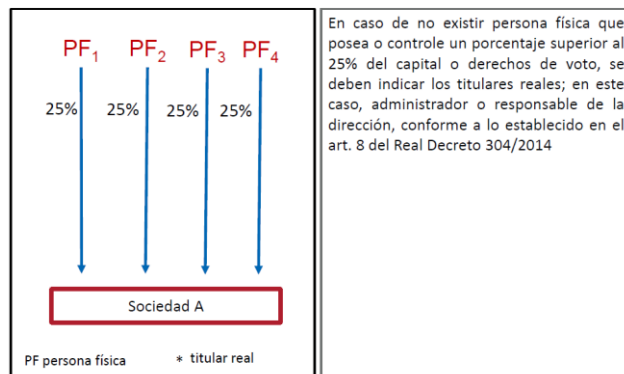 PF1 PF2 PF3 PF4
25% 25% 25% 25%
Sociedad A
PF persona física * titular real
En caso de no existir persona física que
posea o controle un porcentaje superior al
25% del capital o derechos de voto, se
deben indicar los titulares reales; en este
caso, administrador o responsable de la
dirección, conforme a lo establecido en el
art. 8 del Real Decreto 304/2014